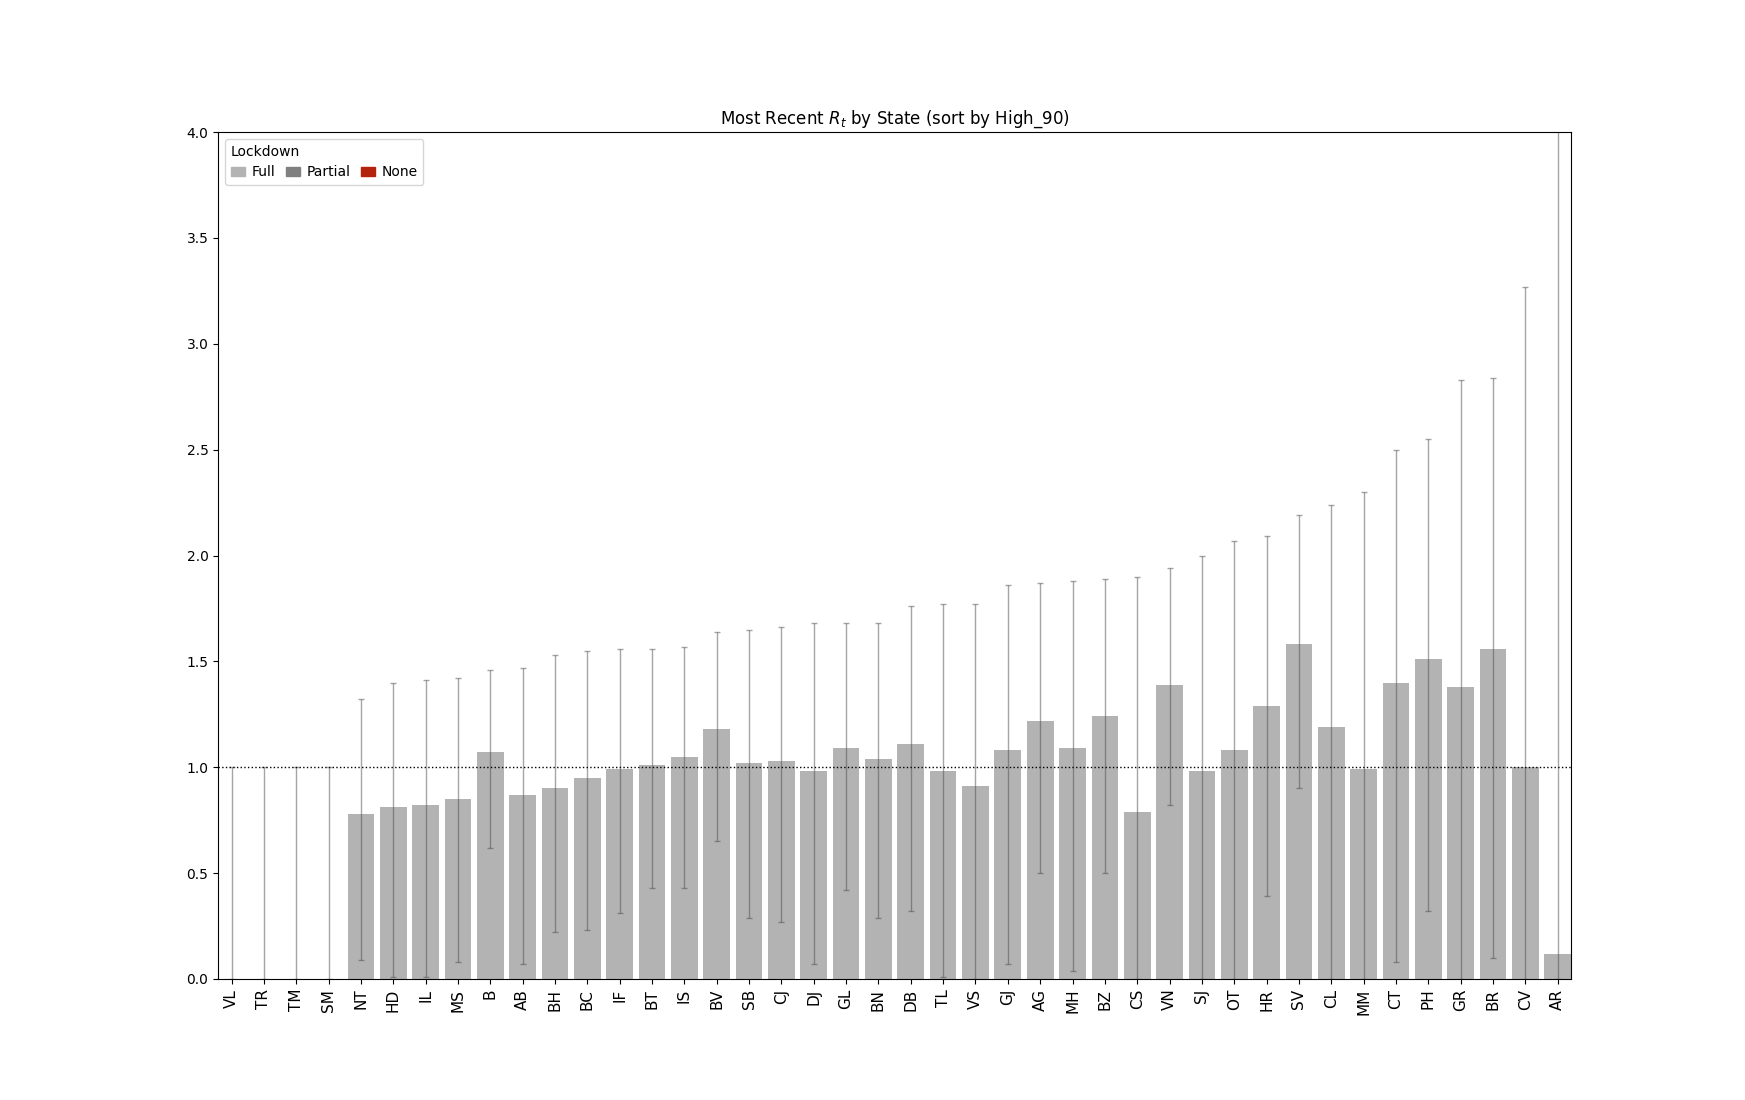 Most Recent R_t by State (sort by High_90)
Lockdown
Full Partial None
4.0
3.5
3.0
2.5
2.0
1.5
1.0
0.5
0.0
VL TR TM SM NT HD IL MS B AB BH BC IF BT IS BV SB CJ DJ GL BN DB TL VS GJ AG MH BZ CS VN SJ OT HR SV CL MM CT PH GR BR CV AR